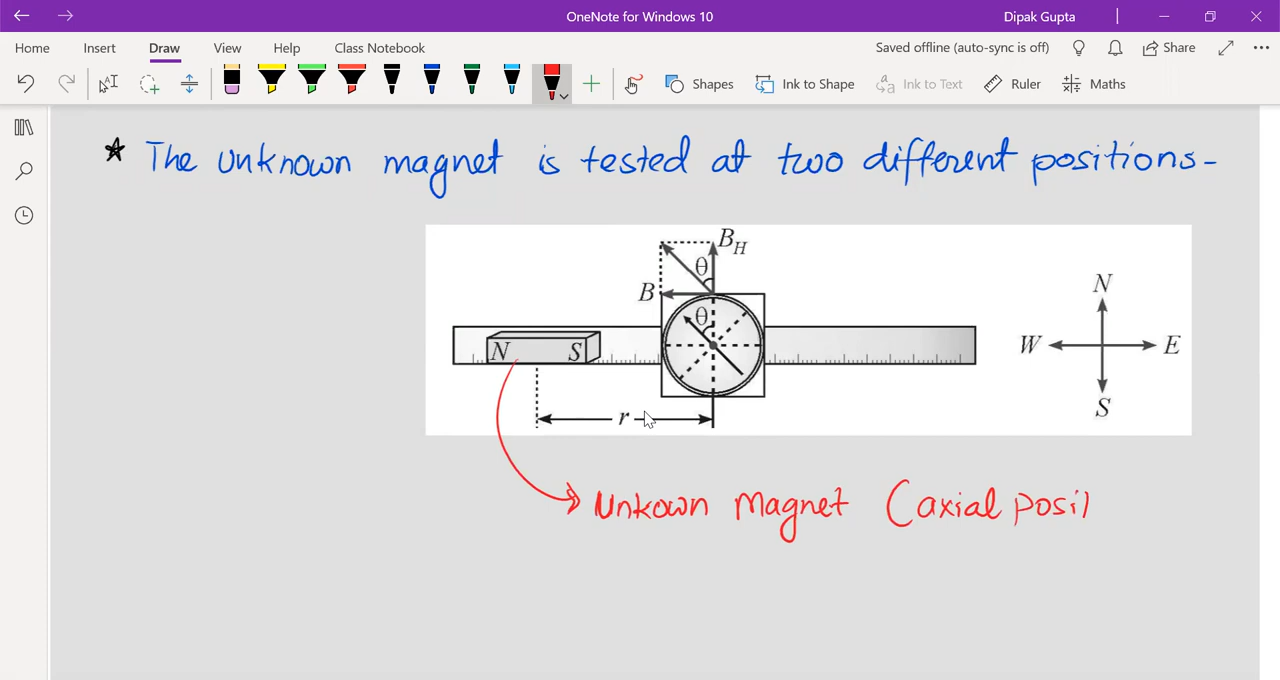 OneNote for Windows 10
Dipak Gupta
Home Insert Draw View Help Class Notebook
Saved offline (auto-sync is off)
Share
Shapes Ink to Shape Ink to Text Ruler Maths
The unknown magnet is tested at two different positions-
B_H
θ
B
θ
N S
r
N
W E
S
Unkown Magnet (axial posil